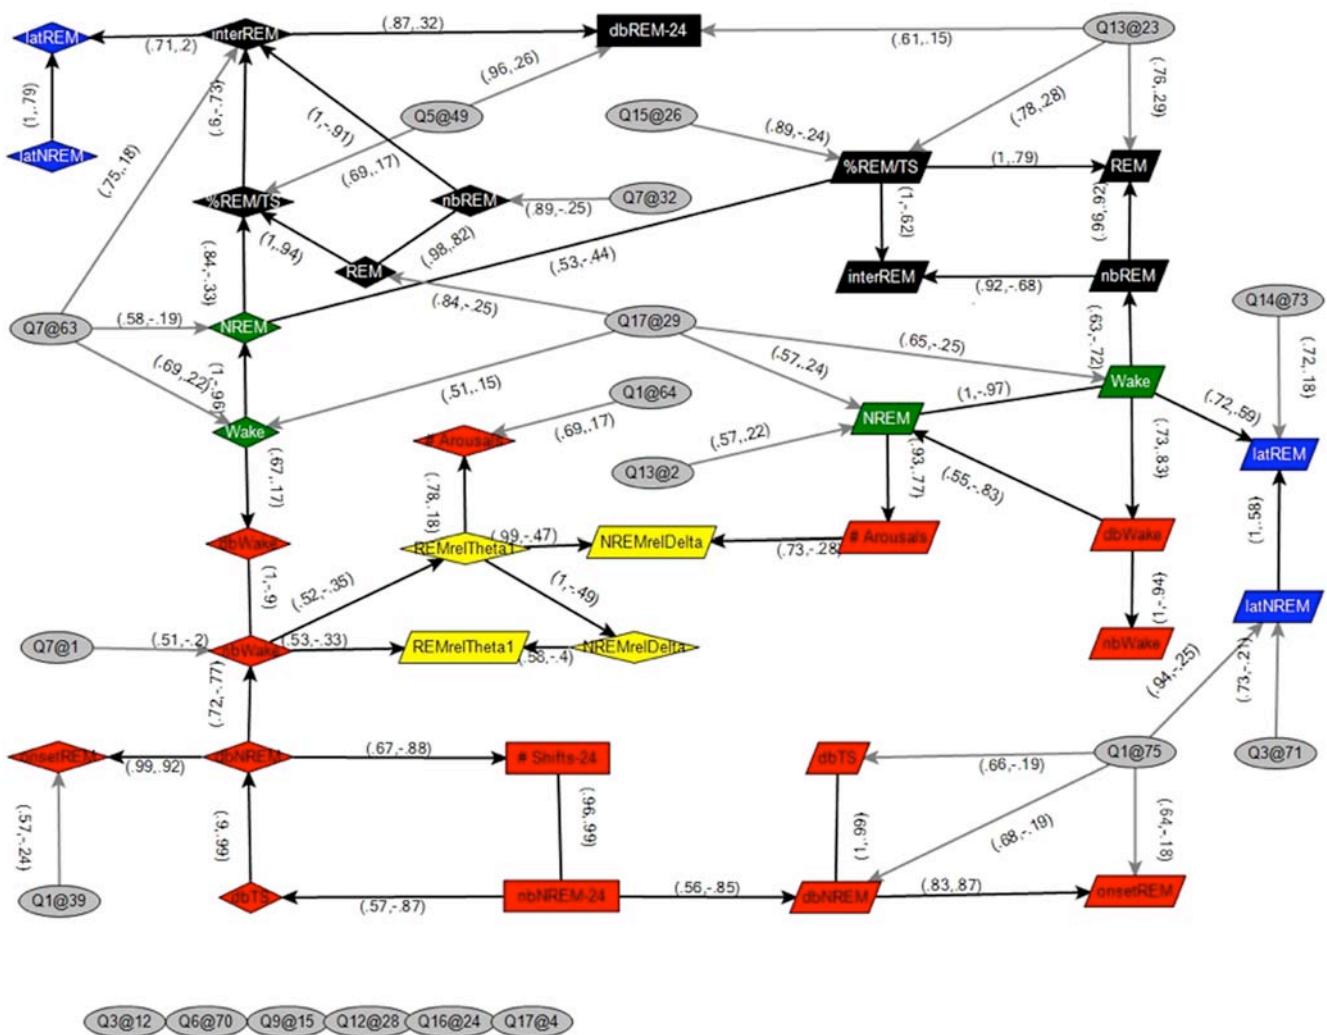 latREM
interREM
(.87,.32)
dbREM-24
Q13@23
(.71,.2)
(.61,.15)
(.96,.26)
(.76,.29)
(1,.79)
(.6,-.73)
Q5@49
Q15@26
(.78,.28)
(1,-.91)
(.89,-.24)
latNREM
(.75,.18)
(.69,.17)
%REM/TS
(1,.79)
REM
%REM/TS
nbREM
(.89,-.25)
Q7@32
(1,-.62)
(.96,.92)
(1,.94)
(.98,.82)
(.53,-.44)
REM
interREM
(.92,-.68)
nbREM
(.84,-.33)
(.84,-.25)
Q14@73
Q7@63
(.58,-.19)
NREM
Q17@29
(.65,-.25)
(.63,-.72)
(.69,.22)
(1,-.96)
(.51,.15)
(.57,.24)
(.72,.18)
Wake
Q1@64
(1,-.97)
(.72,.59)
Wake
# Arousals
(.69,.17)
NREM
(.57,.22)
Q13@2
latREM
(.67,.17)
(.78,.18)
(.93,.77)
(.55,-.83)
(.73,.83)
(1,.58)
dbWake
REMrelTheta1
(.99,-.47)
NREMrelDelta
(.73,-.28)
# Arousals
dbWake
(1,-.9)
(.52,-.35)
(1,-.49)
(1,-.94)
latNREM
Q7@1
(.51,-.2)
nbWake
(.53,-.33)
REMrelTheta1
(.58,-.4)
NREMrelDelta
nbWake
(.72,-.77)
(.94,-.25)
(.73,-.21)
onsetREM
(.99,.92)
dbNREM
(.67,-.88)
# Shifts-24
dbTS
(.66,-.19)
Q1@75
Q3@71
(.57,-.24)
(.9,.99)
(.96,.99)
(1,.99)
(.68,-.19)
(.64,-.18)
Q1@39
dbTS
(.57,-.87)
nbNREM-24
(.56,-.85)
dbNREM
(.83,.87)
onsetREM
Q3@12 Q6@70 Q9@15 Q12@28 Q16@24 Q17@4